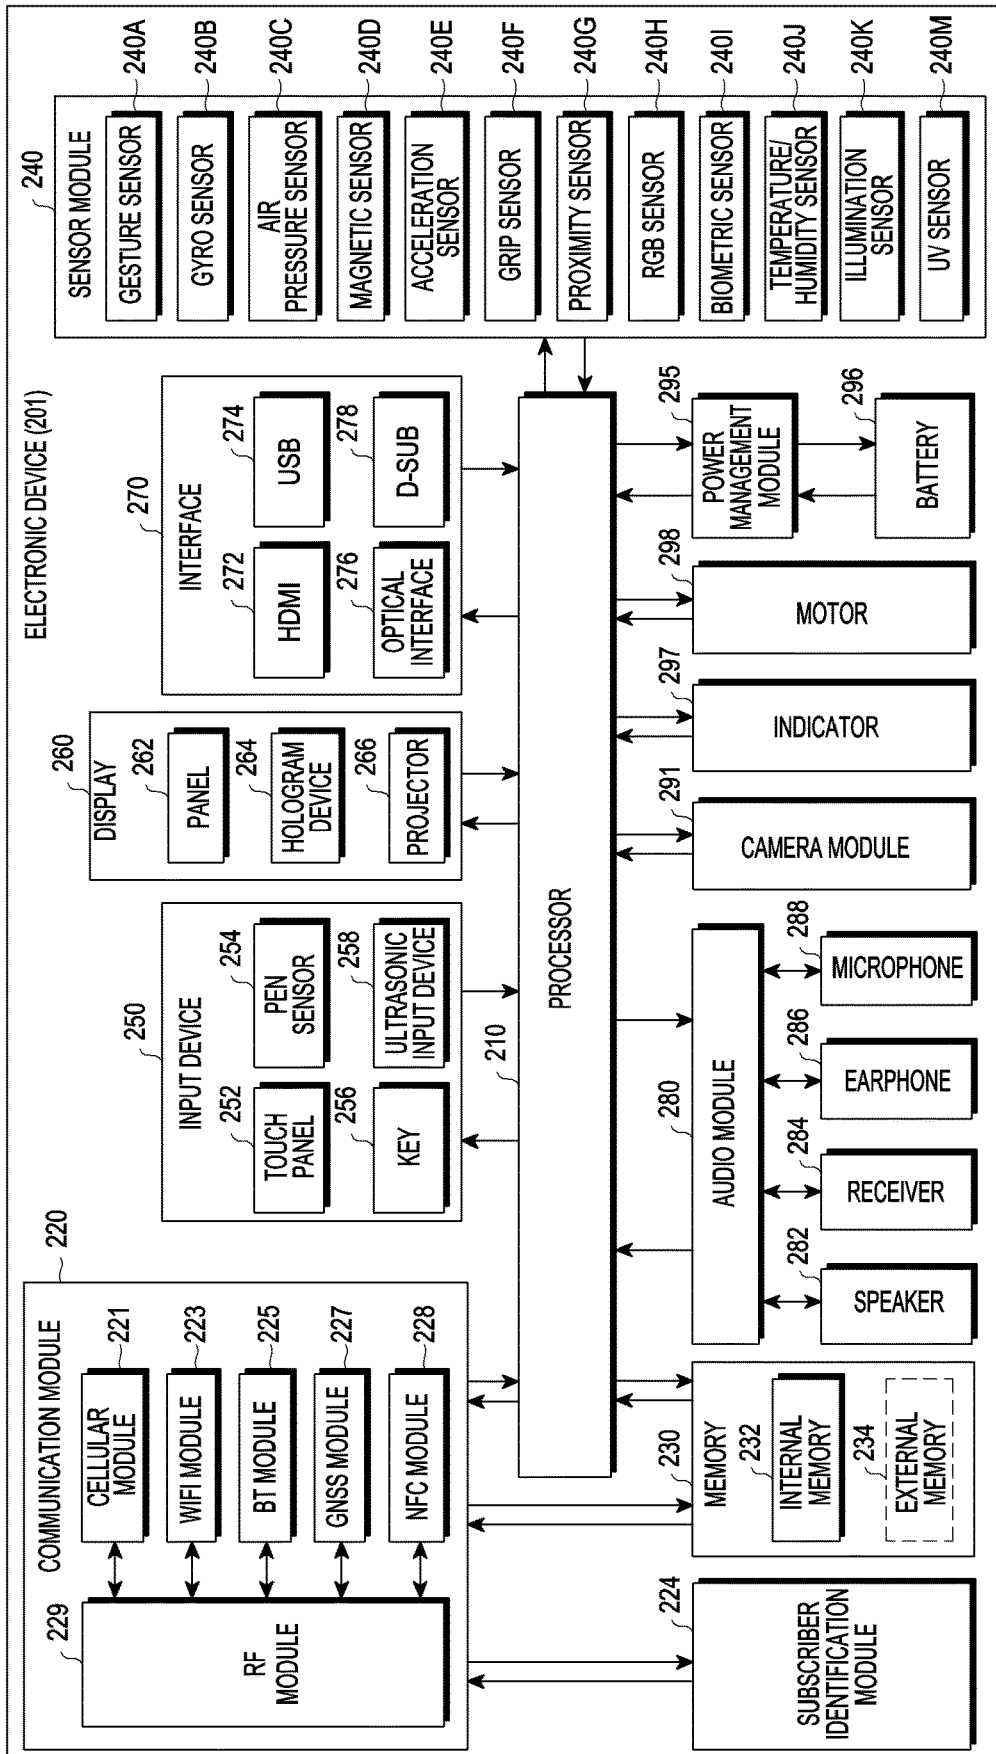 ELECTRONIC DEVICE (201)
COMMUNICATION MODULE
220
229
RF
MODULE
CELLULAR
MODULE
221
WIFI MODULE
223
BT MODULE
225
GNSS MODULE
227
NFC MODULE
228
INPUT DEVICE
250
252
TOUCH
PANEL
254
PEN
SENSOR
256
KEY
258
ULTRASONIC
INPUT DEVICE
DISPLAY
260
262
PANEL
264
HOLOGRAM
DEVICE
266
PROJECTOR
INTERFACE
270
272
HDMI
274
USB
276
OPTICAL
INTERFACE
278
D-SUB
240
SENSOR MODULE
GESTURE SENSOR
240A
GYRO SENSOR
240B
AIR
PRESSURE SENSOR
240C
MAGNETIC SENSOR
240D
ACCELERATION
SENSOR
240E
GRIP SENSOR
240F
PROXIMITY SENSOR
240G
RGB SENSOR
240H
BIOMETRIC SENSOR
240I
TEMPERATURE/
HUMIDITY SENSOR
240J
ILLUMINATION
SENSOR
240K
UV SENSOR
240M
210
PROCESSOR
224
SUBSCRIBER
IDENTIFICATION
MODULE
230
MEMORY
232
INTERNAL
MEMORY
234
EXTERNAL
MEMORY
280
AUDIO MODULE
282
SPEAKER
284
RECEIVER
286
EARPHONE
288
MICROPHONE
291
CAMERA MODULE
297
INDICATOR
298
MOTOR
295
POWER
MANAGEMENT
MODULE
296
BATTERY